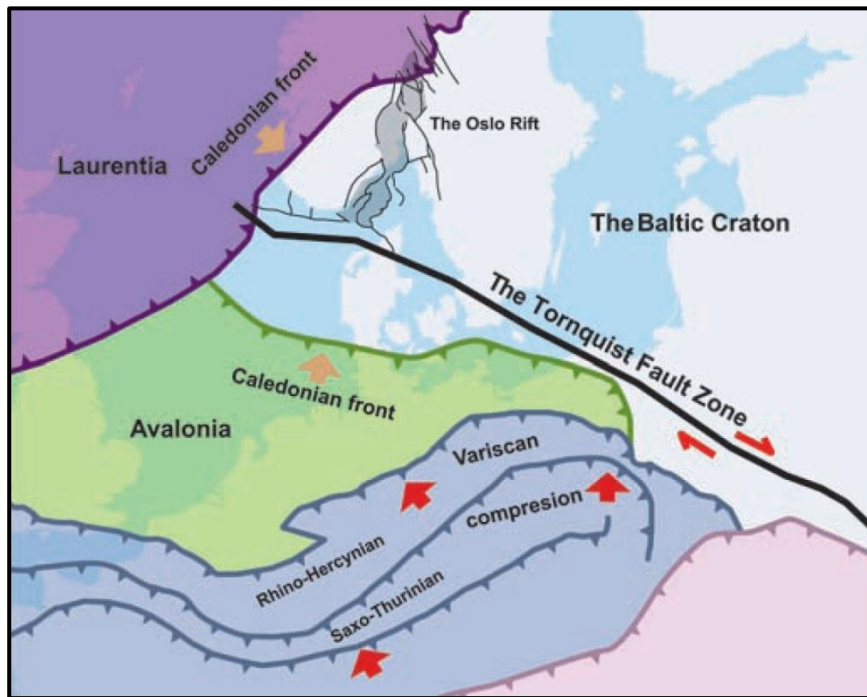 Caledonian front
The Oslo Rift
Laurentia
The Baltic Craton
The Tornquist Fault Zone
Caledonian front
Avalonia
Variscan
compresion
Rhino-Hercynian
Saxo-Thurinian